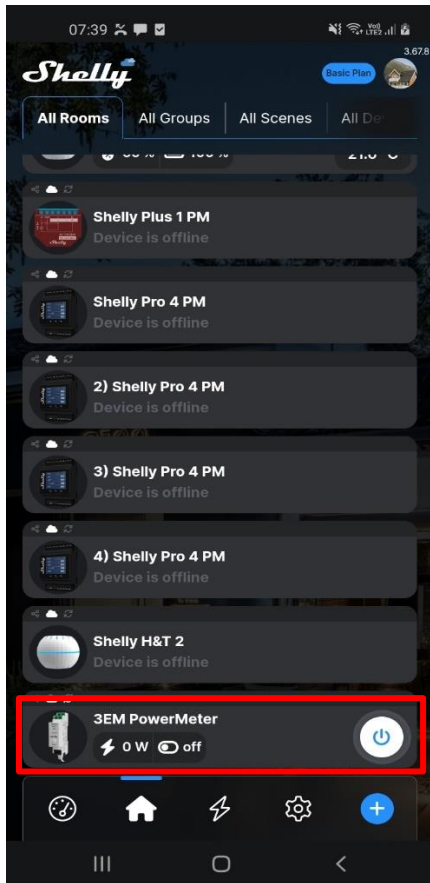 07:39
3.67.8
Shelly
Basic Plan
All Rooms All Groups All Scenes All De
Shelly Plus 1 PM
Device is offline
Shelly Pro 4 PM
Device is offline
2) Shelly Pro 4 PM
Device is offline
3) Shelly Pro 4 PM
Device is offline
4) Shelly Pro 4 PM
Device is offline
Shelly H&T 2
Device is offline
3EM PowerMeter
0 W off